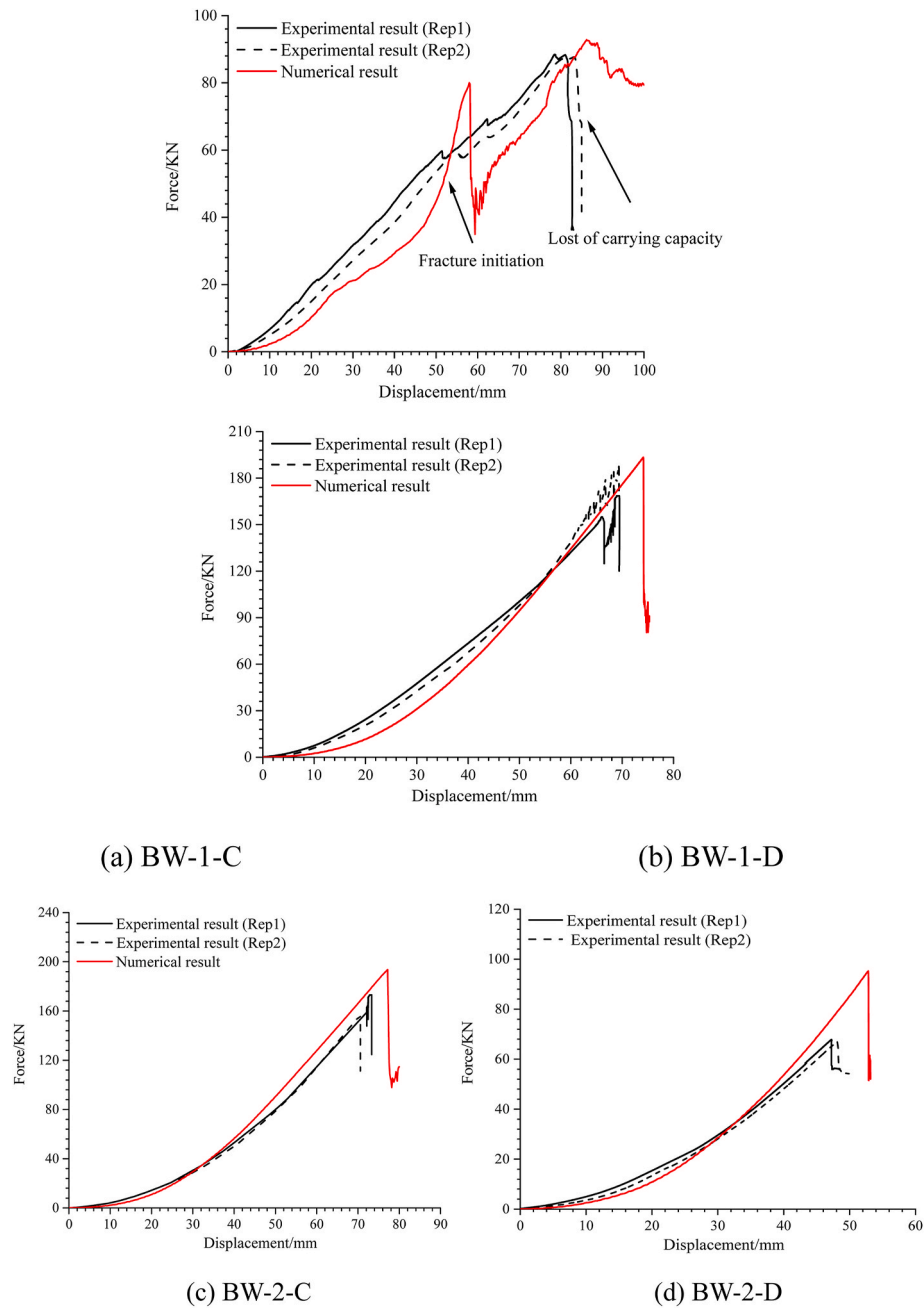 Experimental result (Rep1)
Experimental result (Rep2)
Numerical result
Force/KN
100
80
60
40
20
0
Fracture initiation
Lost of carrying capacity
0 10 20 30 40 50 60 70 80 90 100
Displacement/mm
Experimental result (Rep1)
Experimental result (Rep2)
Numerical result
Force/KN
210
180
150
120
90
60
30
0
0 10 20 30 40 50 60 70 80
Displacement/mm
(a) BW-1-C
(b) BW-1-D
Experimental result (Rep1)
Experimental result (Rep2)
Numerical result
Force/KN
240
200
160
120
80
40
0
0 10 20 30 40 50 60 70 80 90
Displacement/mm
(c) BW-2-C
Experimental result (Rep1)
Experimental result (Rep2)
Force/KN
120
100
80
60
40
20
0
0 10 20 30 40 50 60
Displacement/mm
(d) BW-2-D